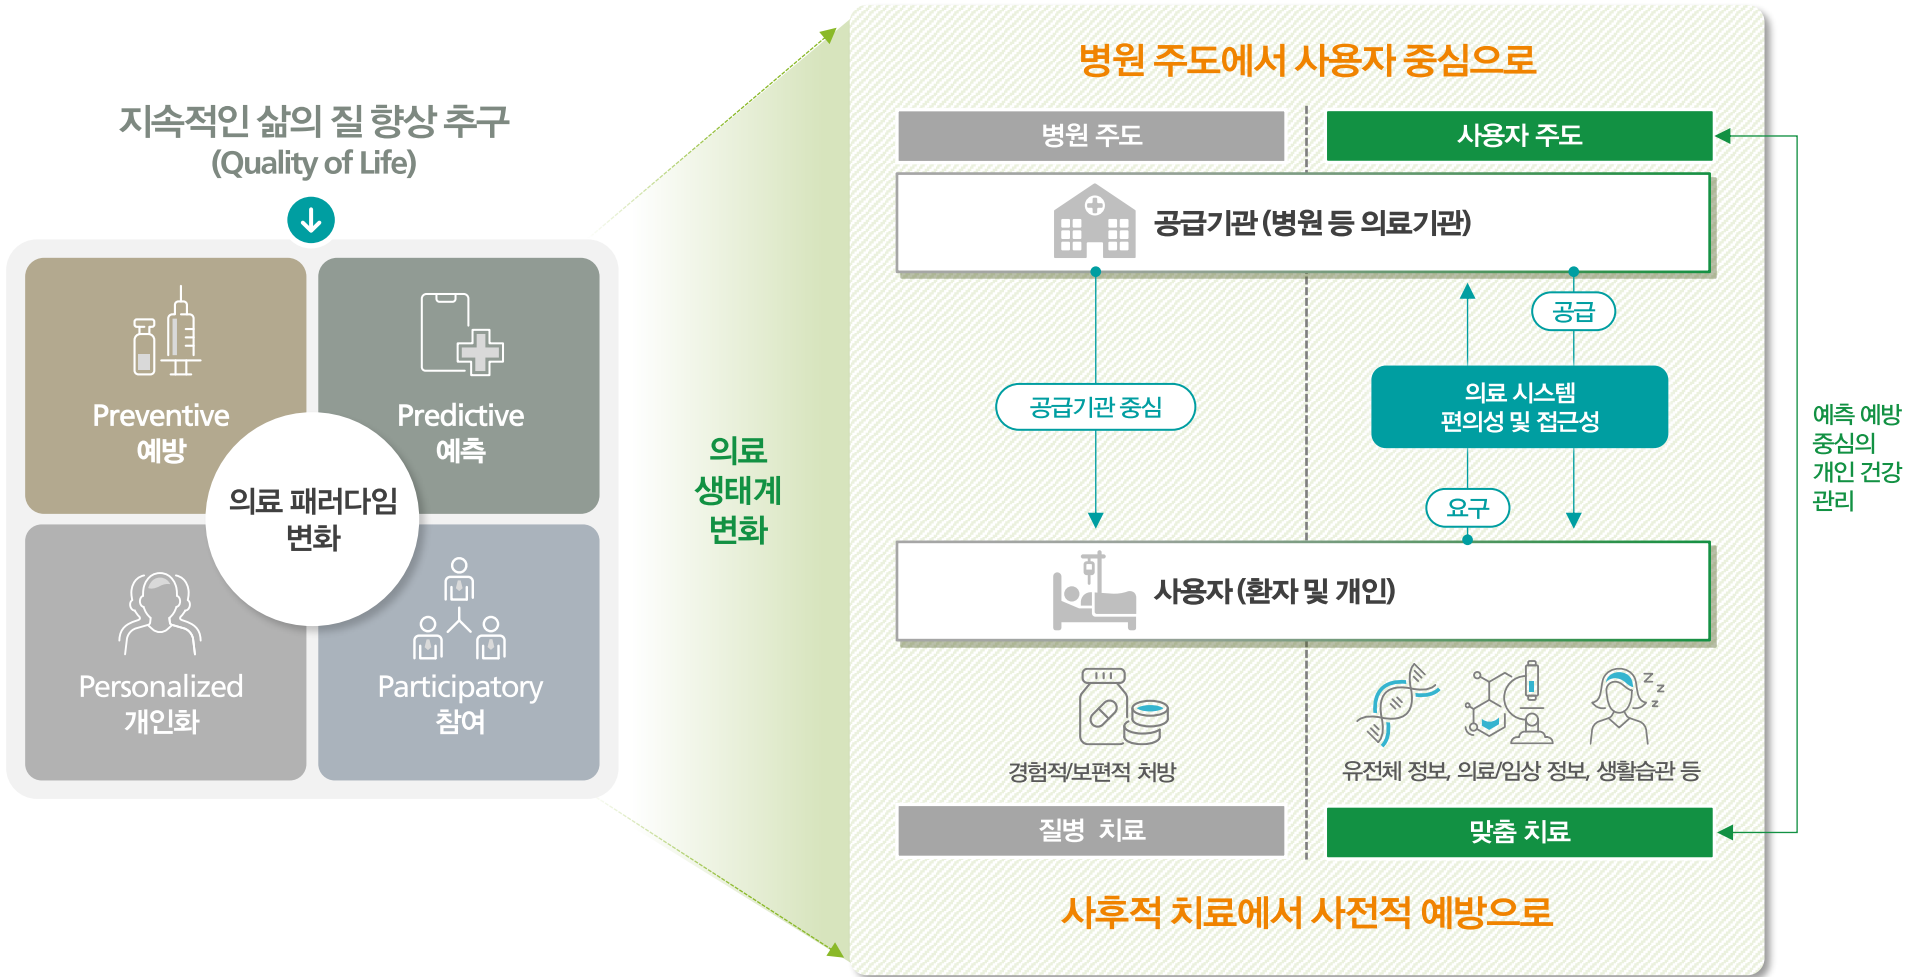 지속적인 삶의 질 향상 추구
(Quality of Life)
Preventive
예방
Predictive
예측
의료 패러다임
변화
Personalized
개인화
Participatory
참여
의료
생태계
변화
병원 주도에서 사용자 중심으로
병원 주도
사용자 주도
공급기관 (병원 등 의료기관)
공급
공급기관 중심
의료 시스템
편의성 및 접근성
요구
사용자 (환자 및 개인)
z z
z
경험적/보편적 처방
유전체 정보, 의료/임상 정보, 생활습관 등
질병 치료
맞춤 치료
사후적 치료에서 사전적 예방으로
예측 예방
중심의
개인 건강
관리